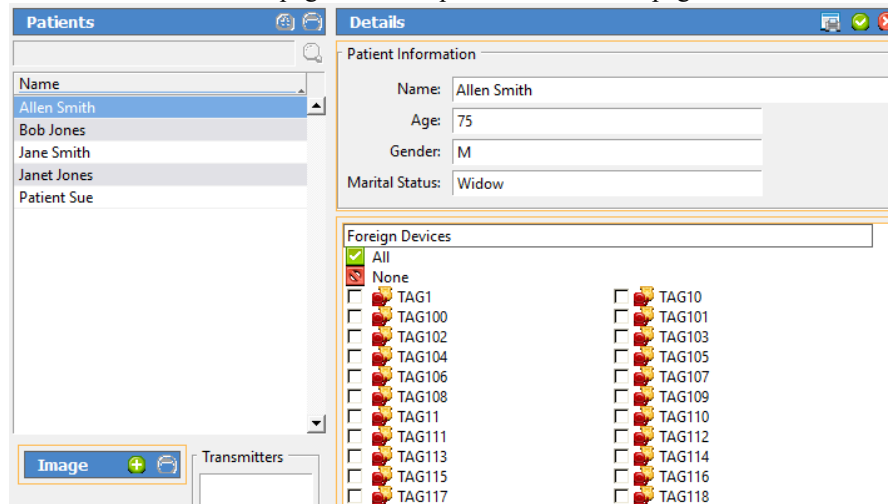 Patients
Name
Allen Smith
Bob Jones
Jane Smith
Janet Jones
Patient Sue
Image
Transmitters
Details
Patient Information
Name: Allen Smith
Age: 75
Gender: M
Marital Status: Widow
Foreign Devices
All
None
TAG1 TAG10
TAG100 TAG101
TAG102 TAG103
TAG104 TAG105
TAG106 TAG107
TAG108 TAG109
TAG11 TAG110
TAG111 TAG112
TAG113 TAG114
TAG115 TAG116
TAG117 TAG118